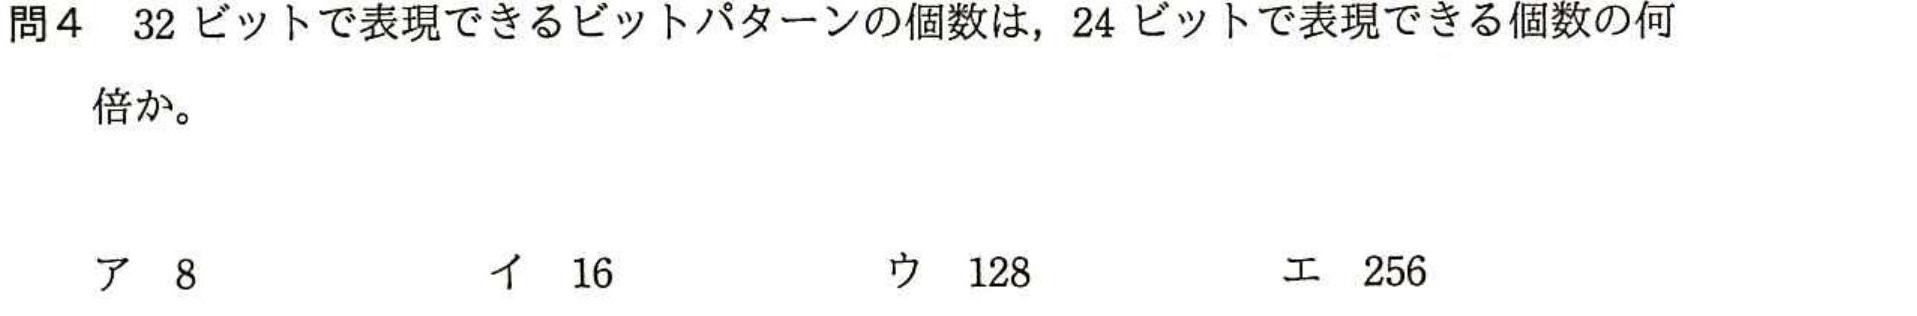 問4　32 ビットで表現できるビットパターンの個数は，24 ビットで表現できる個数の何
倍か。
ア　8　イ　16　ウ　128　エ　256